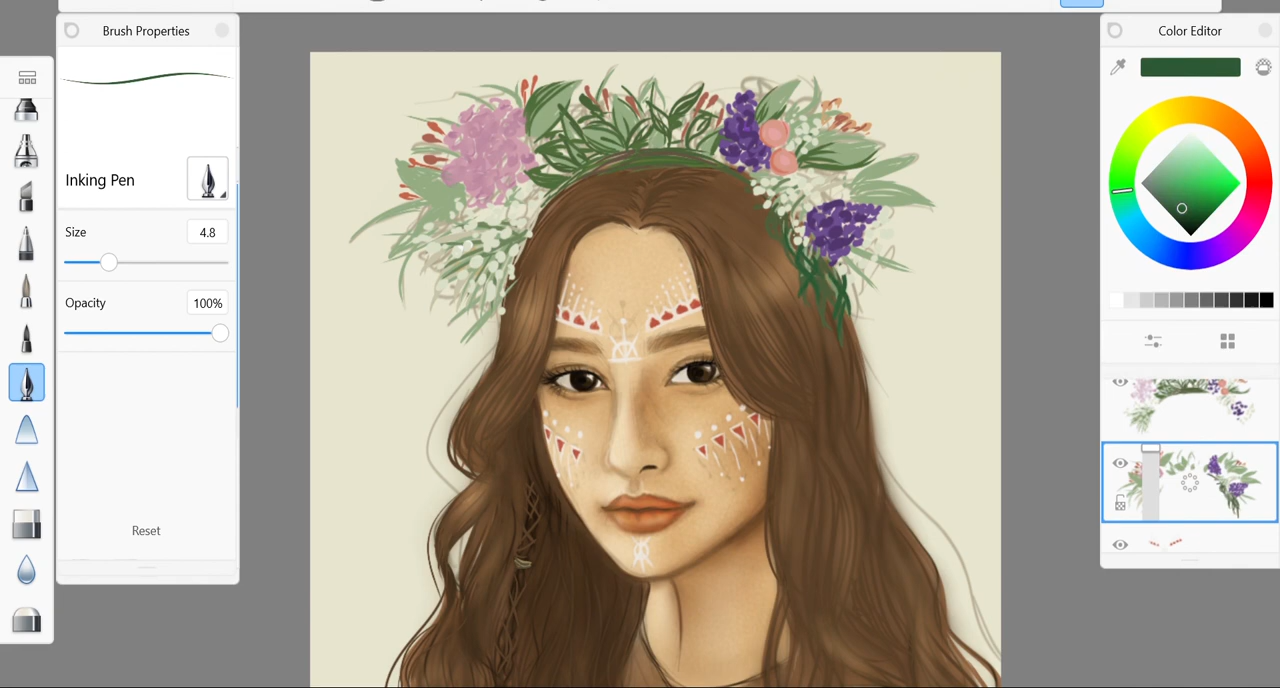 Brush Properties
Inking Pen
Size
4.8
Opacity
100%
Reset
Color Editor